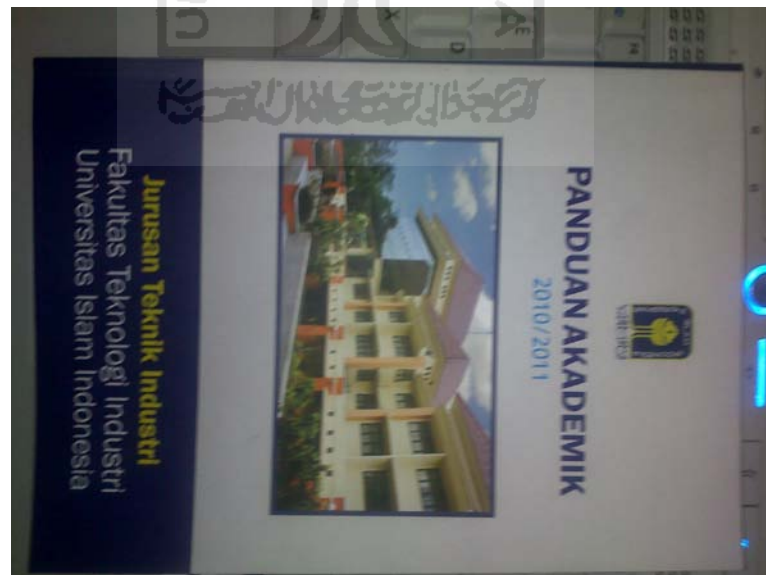 PANDUAN AKADEMIK
2010/2011
Jurusan Teknik Industri
Fakultas Teknologi Industri
Universitas Islam Indonesia